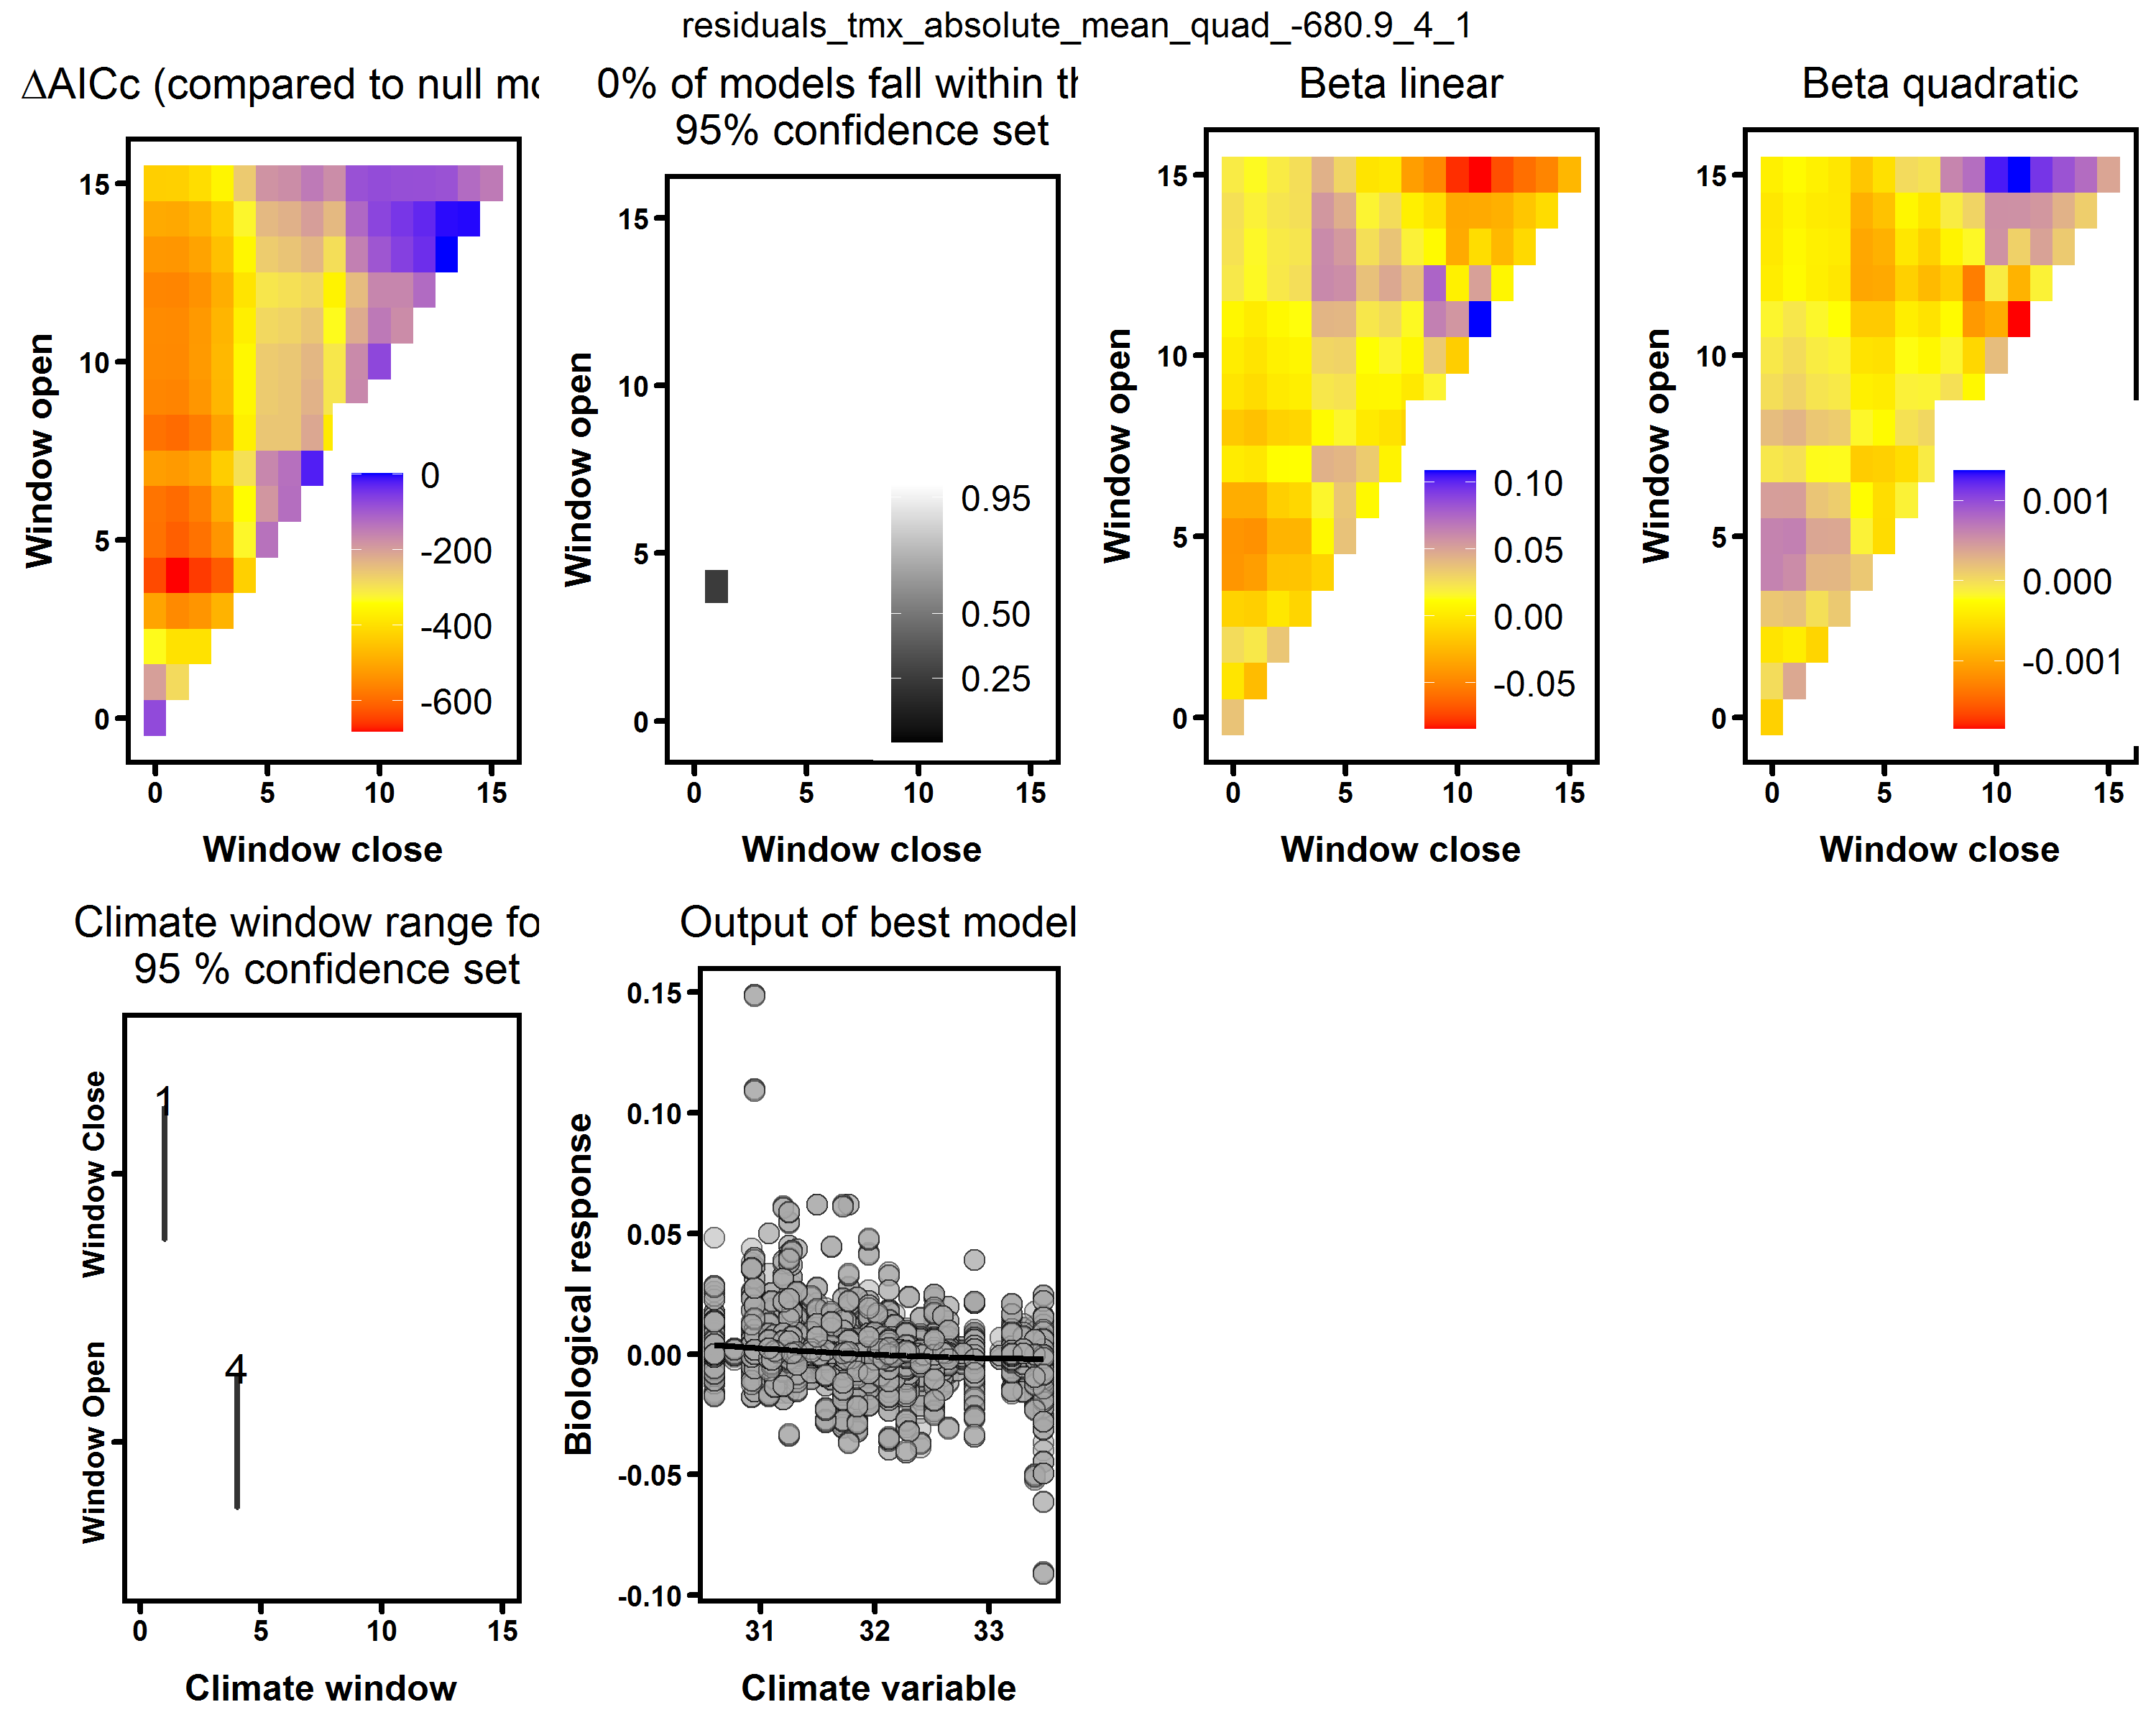 residuals_tmx_absolute_mean_quad_-680.9_4_1
ΔAICc (compared to null mo
Window open
15
10
5
0
0
-200
-400
-600
0 5 10 15
Window close
0% of models fall within th
95% confidence set
Window open
15
10
5
0
0.95
0.50
0.25
0 5 10 15
Window close
Beta linear
Window open
15
10
5
0
0.10
0.05
0.00
-0.05
0 5 10 15
Window close
Beta quadratic
Window open
15
10
5
0
0.001
0.000
-0.001
0 5 10 15
Window close
Climate window range fo
95 % confidence set
Window Close
Window Open
1
4
0 5 10 15
Climate window
Output of best model
Biological response
0.15
0.10
0.05
0.00
-0.05
-0.10
31 32 33
Climate variable